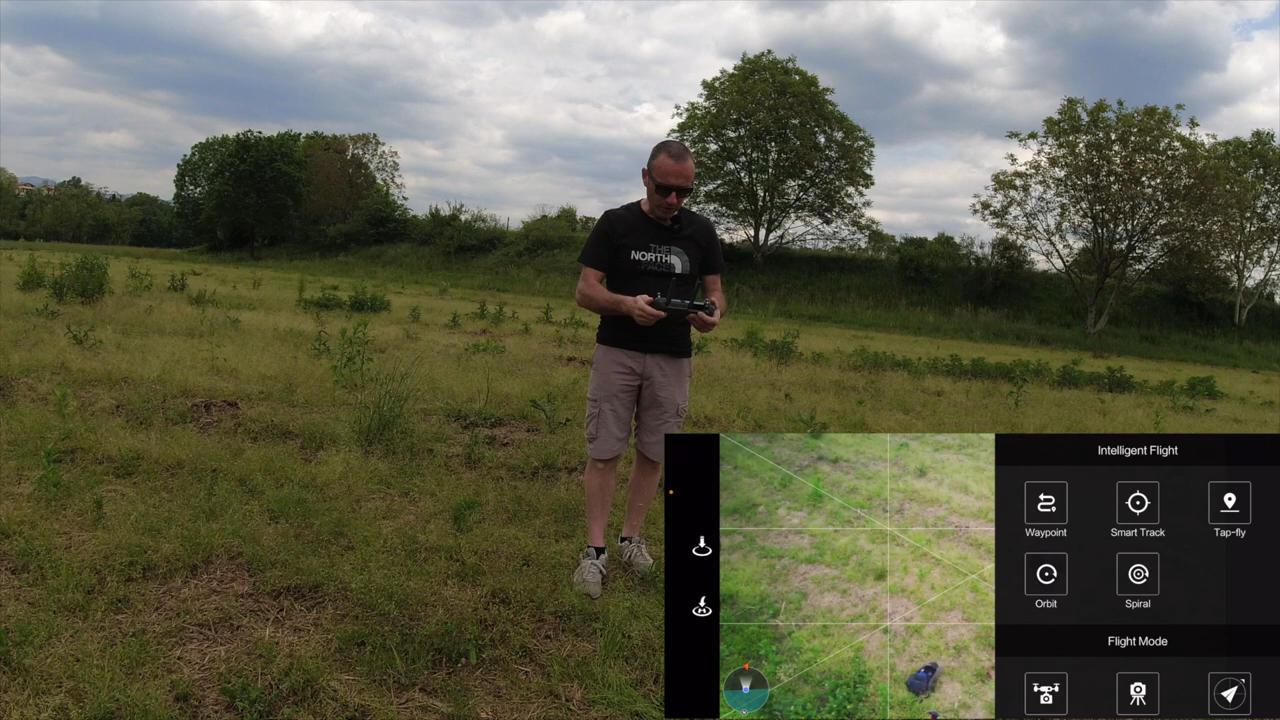 THE
NORTH
FACE
Intelligent Flight
Waypoint
Smart Track
Tap-fly
Orbit
Spiral
Flight Mode
H